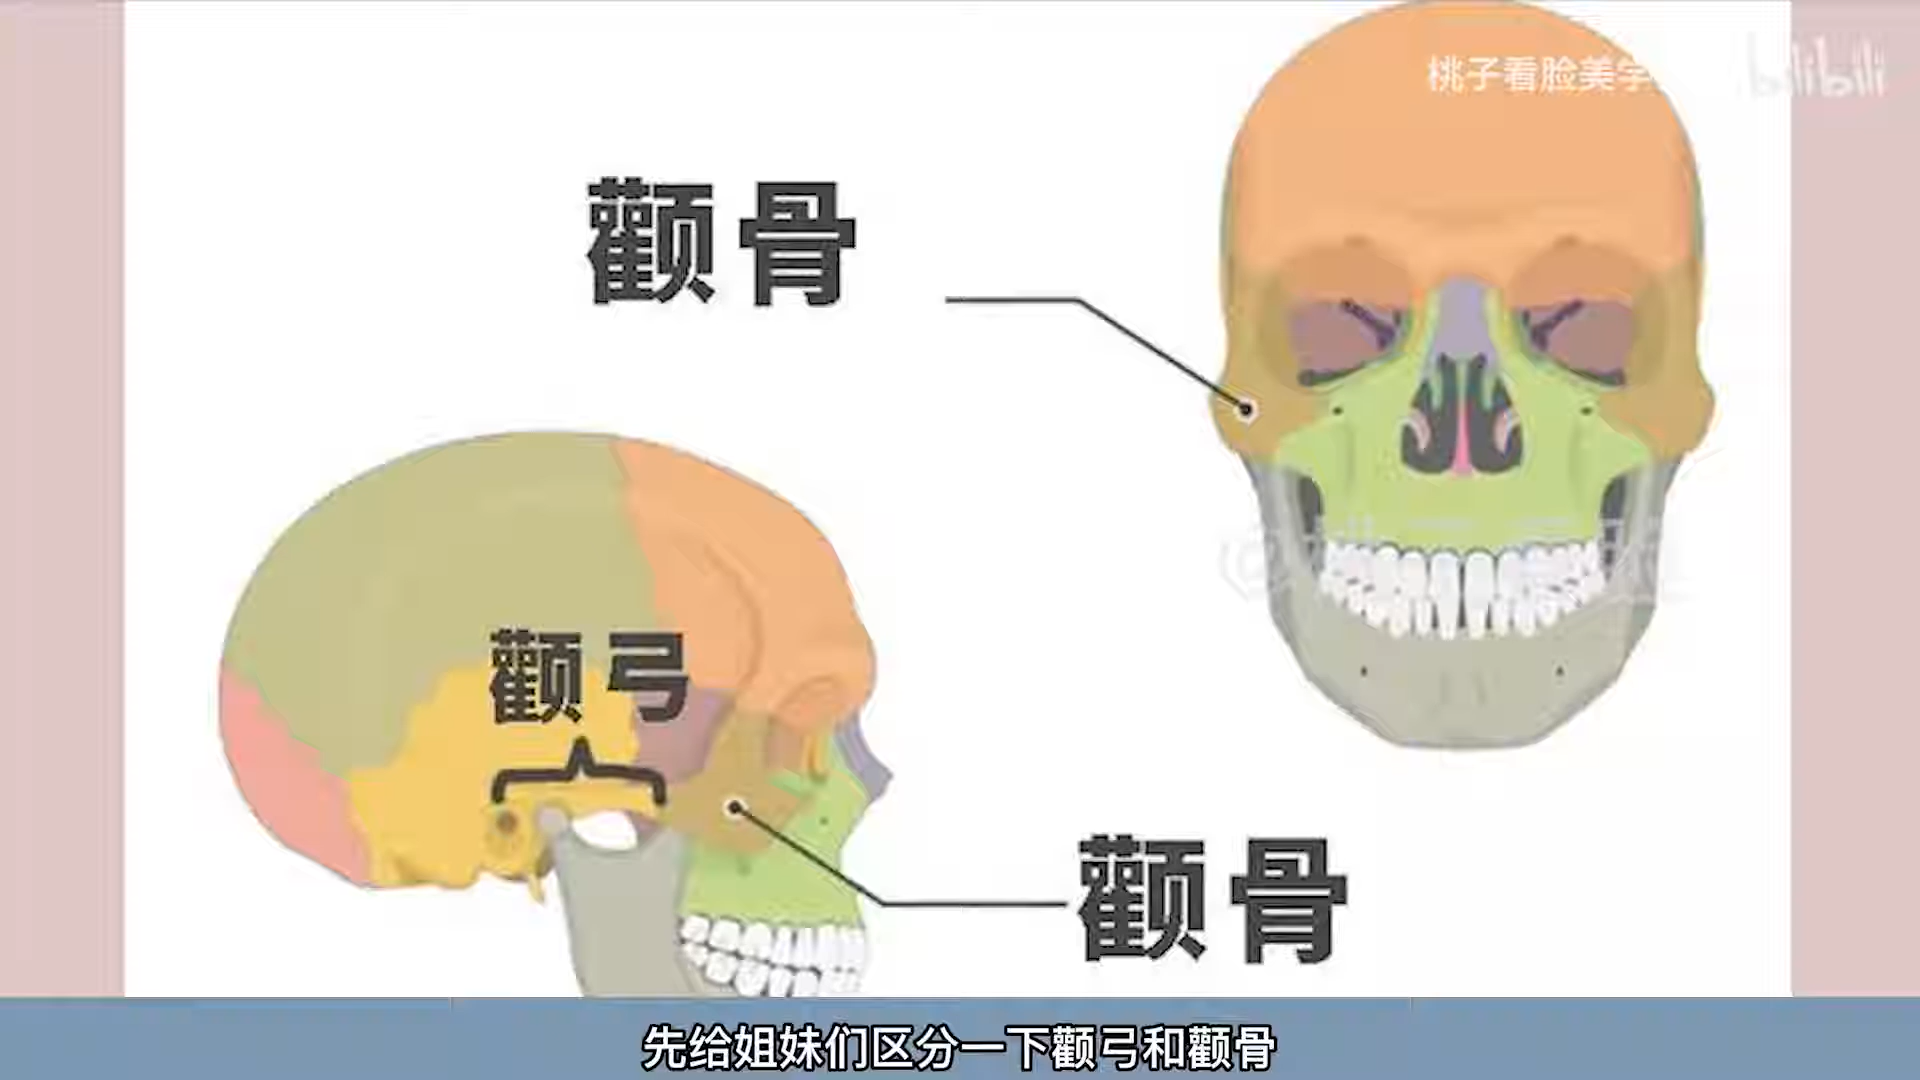 桃子看脸美学
bilibili
颧骨
颧弓
颧骨
先给姐妹们区分一下颧弓和颧骨